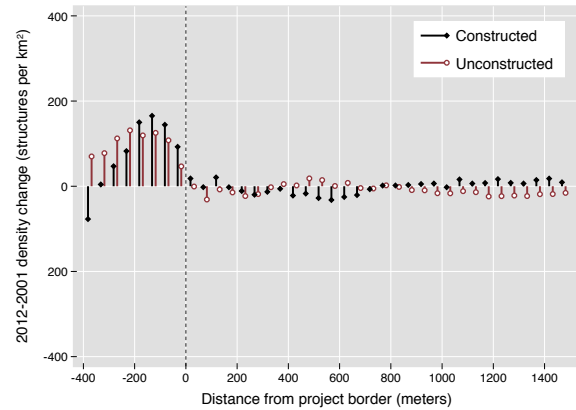 400
Constructed
Unconstructed
200
0
200
-400
2012-2001 density change (structures per km²)
-400 -200 0 200 400 600 800 1000 1200 1400
Distance from project border (meters)